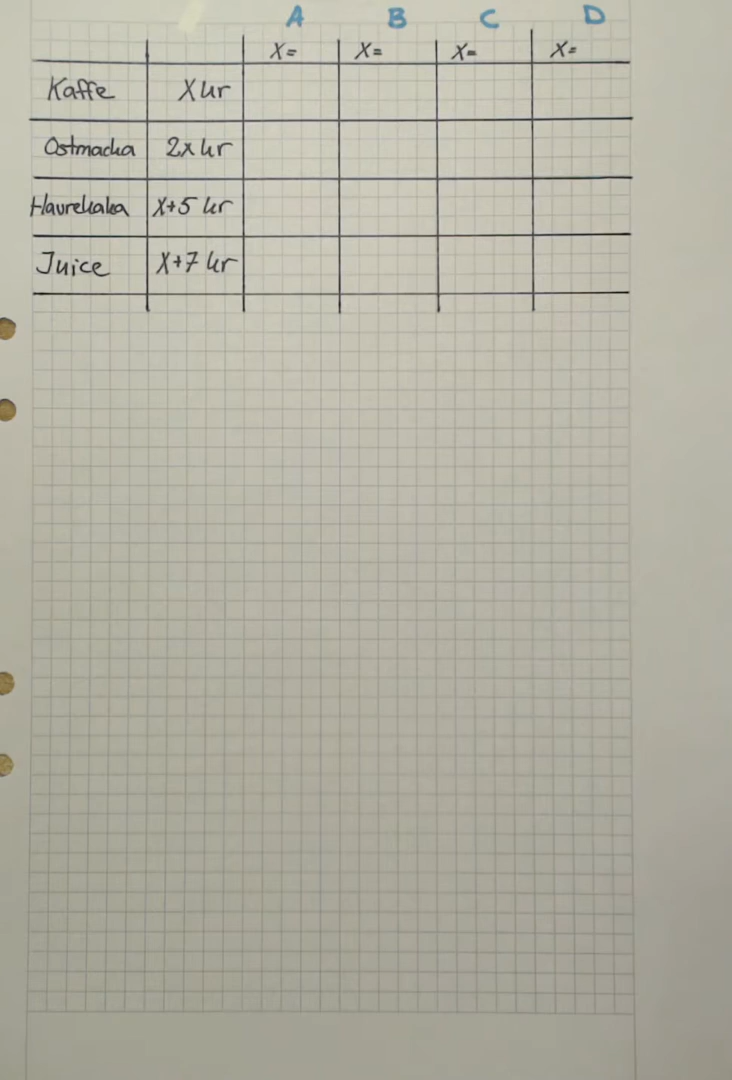 A B C D
X= X= X= X=
Kaffe X kr
Ostmacka 2x kr
Havrekaka X+5 kr
Juice X+7 kr